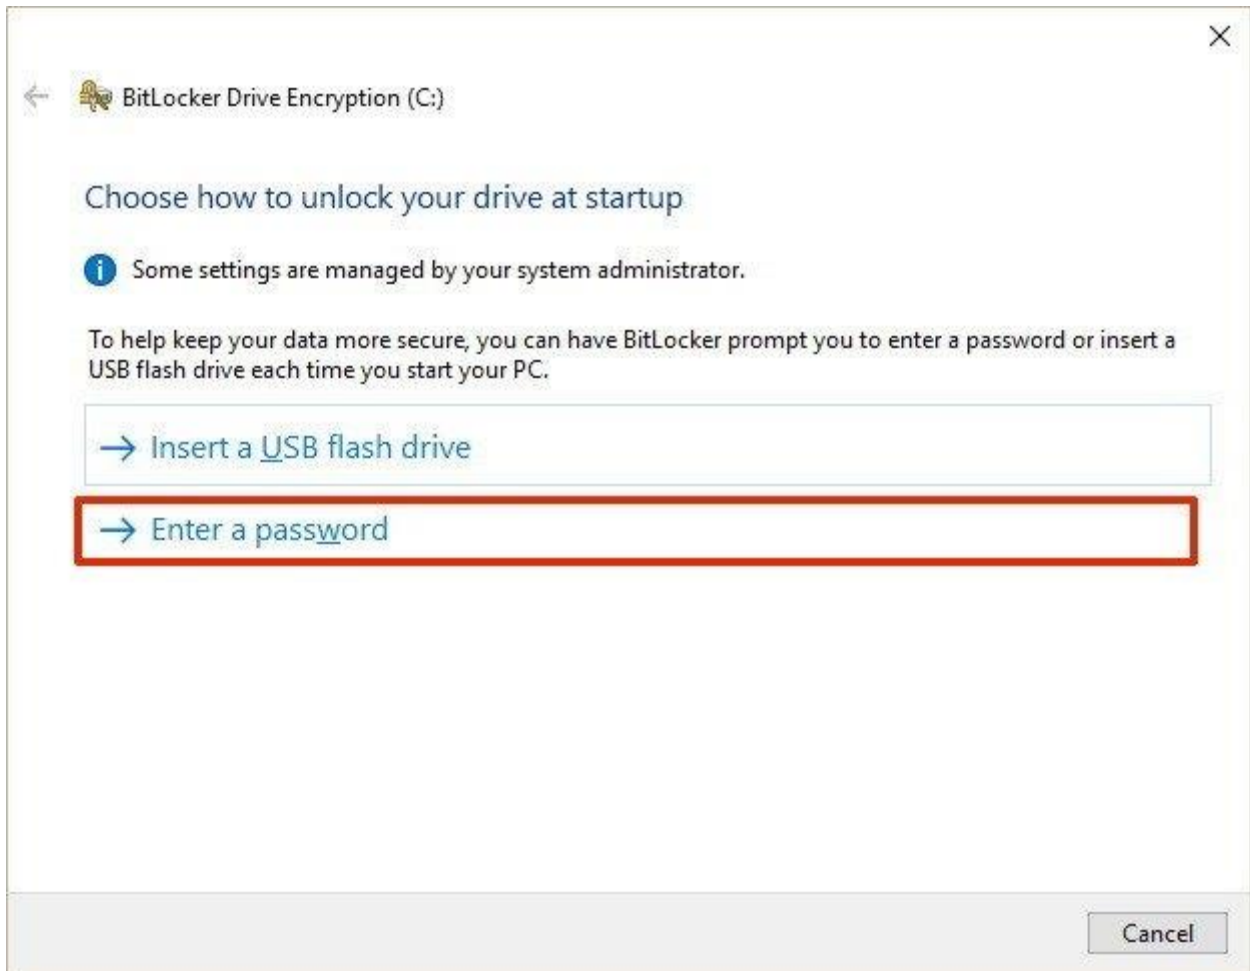 BitLocker Drive Encryption (C:)
Choose how to unlock your drive at startup
Some settings are managed by your system administrator.
To help keep your data more secure, you can have BitLocker prompt you to enter a password or insert a
USB flash drive each time you start your PC.
Insert a USB flash drive
Enter a password
Cancel